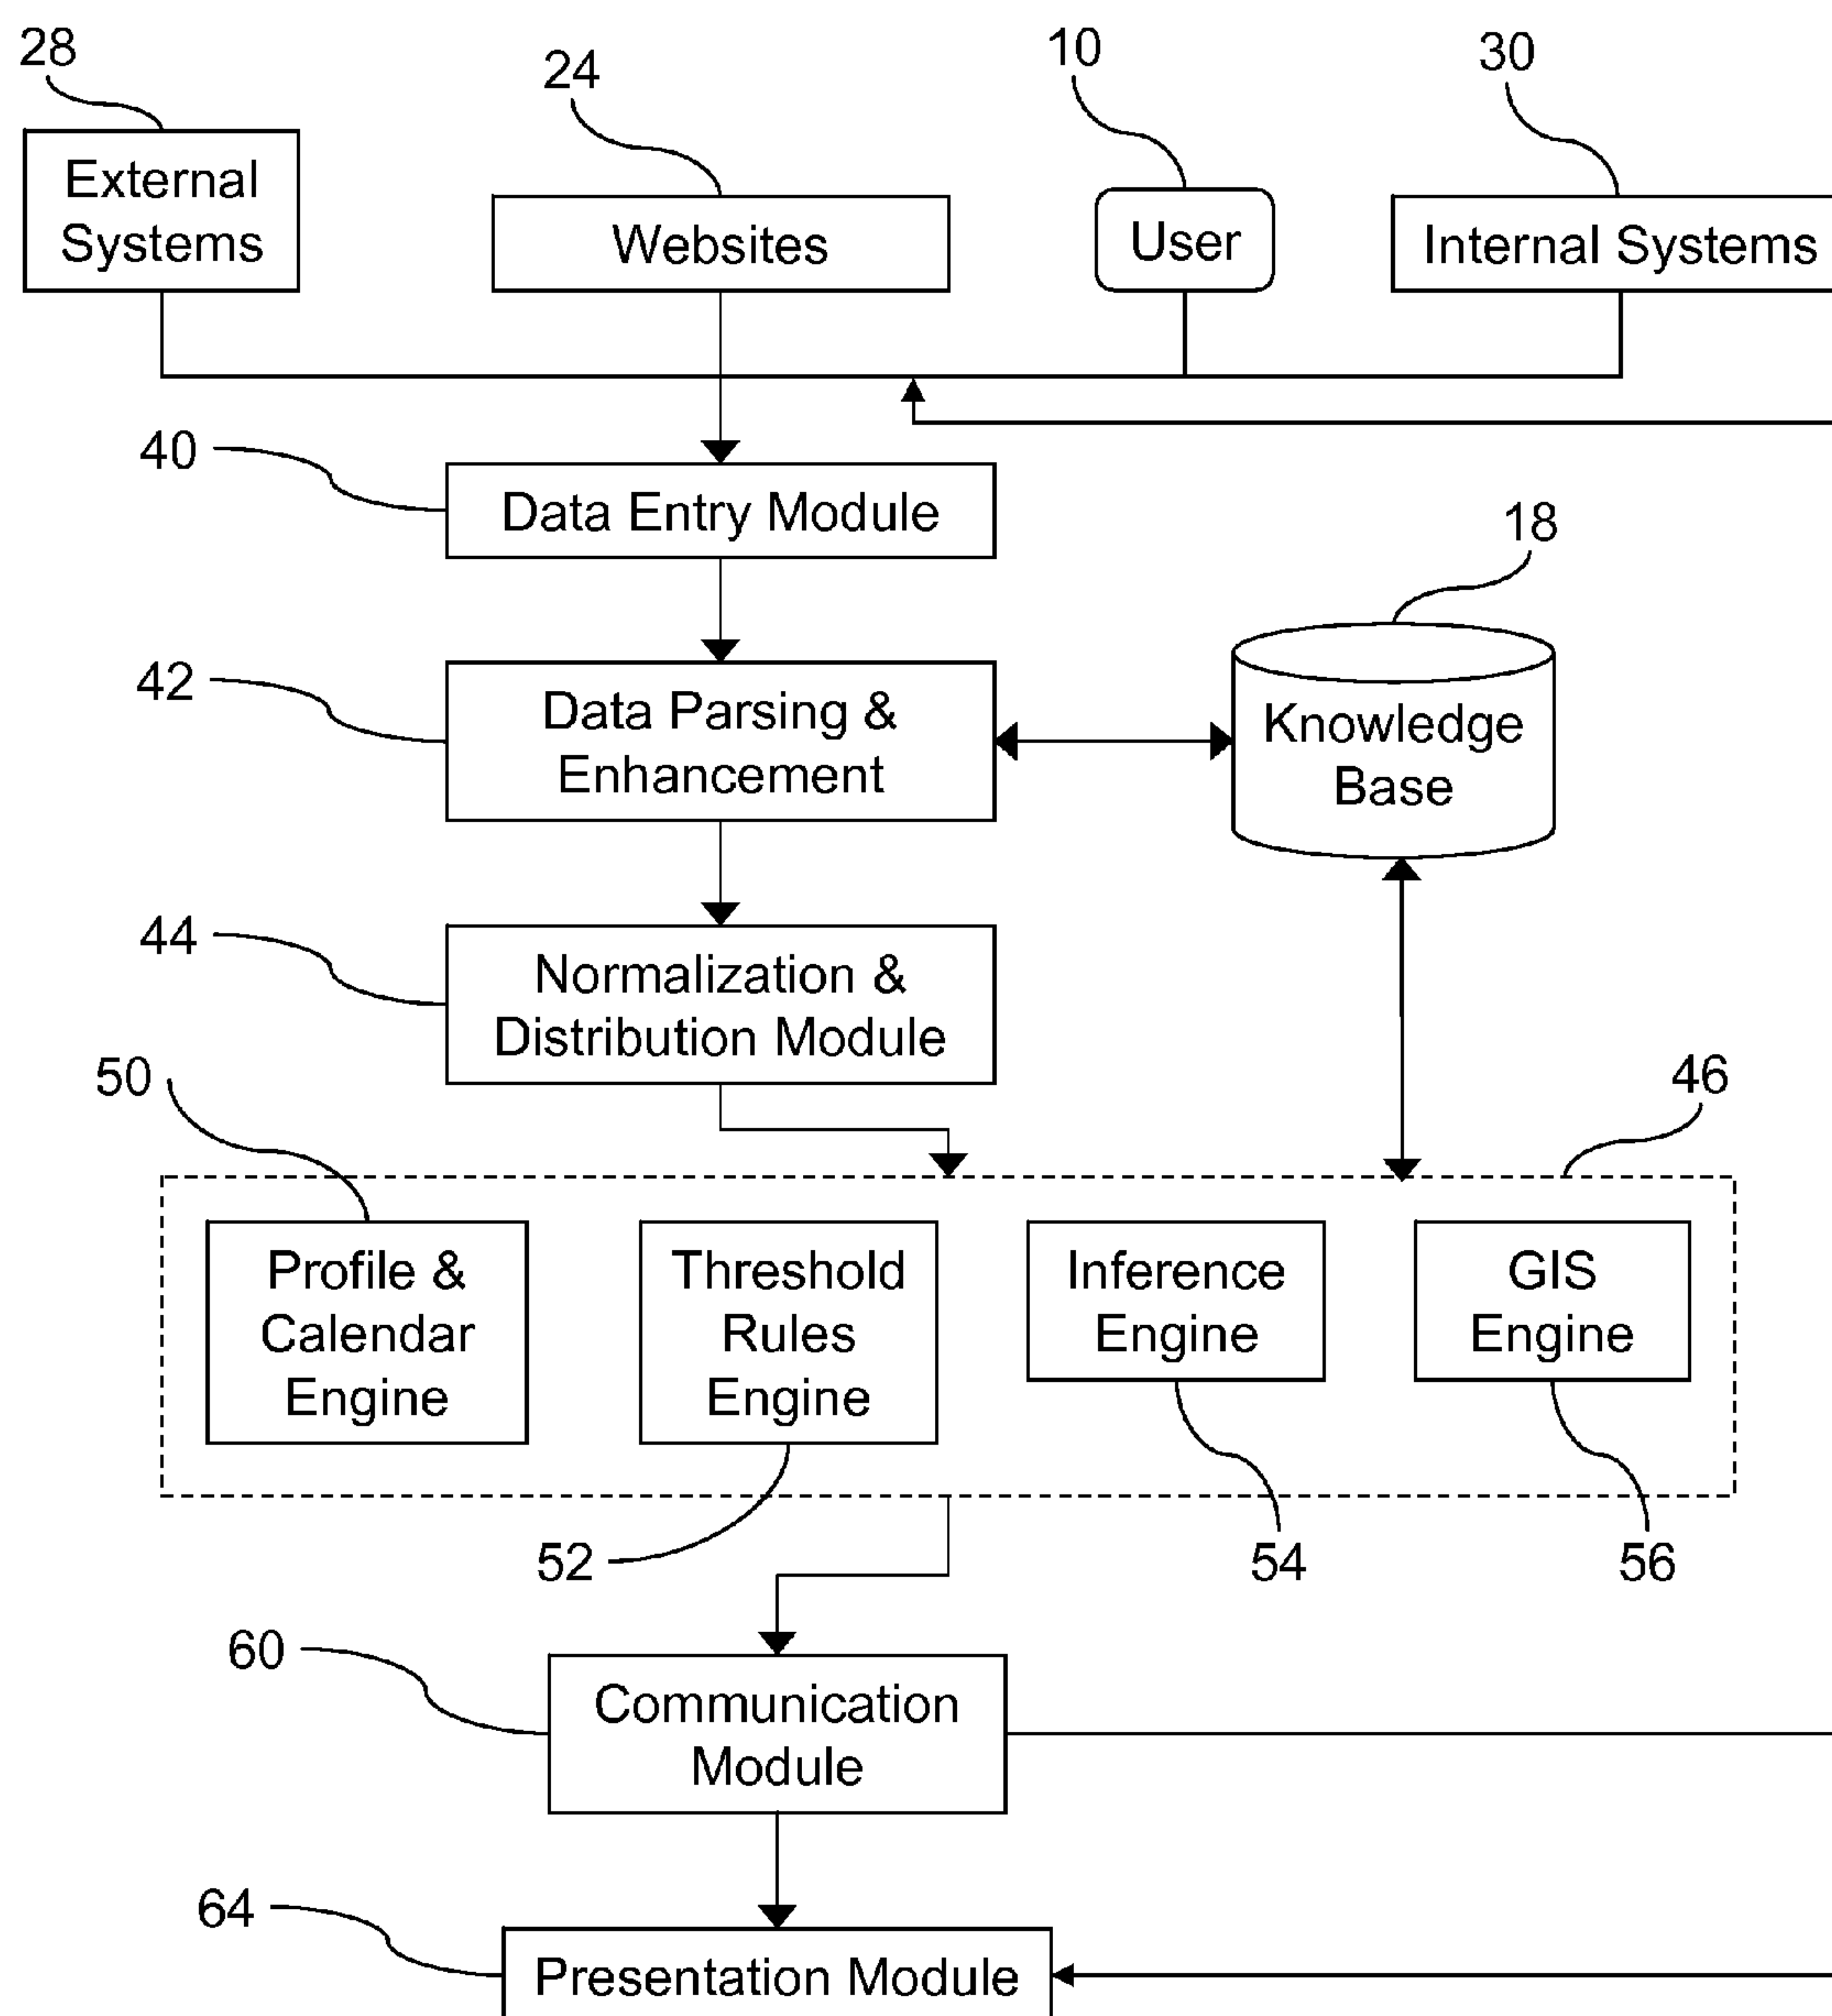 28
24
10
30
External
Systems
Websites
User
Internal Systems
40
Data Entry Module
18
42
Data Parsing &
Enhancement
Knowledge
Base
44
Normalization &
Distribution Module
50
46
Profile &
Calendar
Engine
Threshold
Rules
Engine
Inference
Engine
GIS
Engine
52
54
56
60
Communication
Module
64
Presentation Module